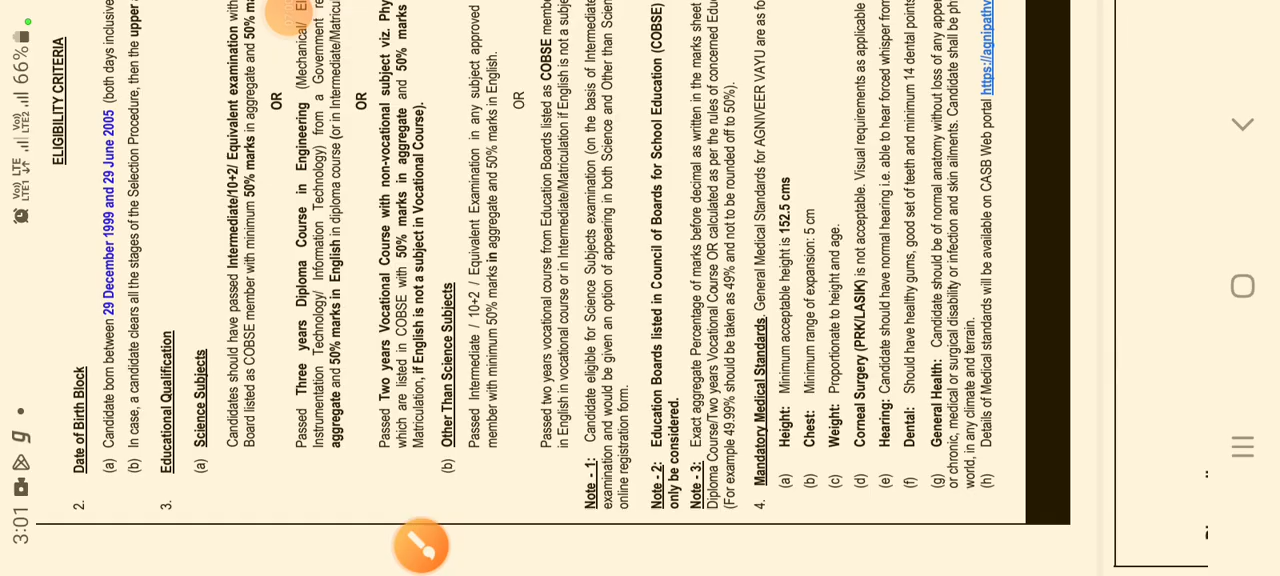 3:01
Vo)) LTE Vo))
LTE1 LTE2 66%
ELIGIBILITY CRITERIA
2. Date of Birth Block
(a) Candidate born between 29 December 1999 and 29 June 2005 (both days inclusive
(b) In case, a candidate clears all the stages of the Selection Procedure, then the upper
3. Educational Qualification
(a) Science Subjects
Candidates should have passed Intermediate/10+2/ Equivalent examination with
Board listed as COBSE member with minimum 50% marks in aggregate and 50%
OR
Passed Three years Diploma Course in Engineering (Mechanical/
Instrumentation Technology/ Information Technology) from a Government
aggregate and 50% marks in English in diploma course (or in Intermediate/Matricul
OR
Passed Two years Vocational Course with non-vocational subject viz. Phy
which are listed in COBSE with 50% marks in aggregate and 50% marks
Matriculation, if English is not a subject in Vocational Course).
(b) Other Than Science Subjects
Passed Intermediate / 10+2 / Equivalent Examination in any subject approved
member with minimum 50% marks in aggregate and 50% marks in English.
OR
Passed two years vocational course from Education Boards listed as COBSE membe
in English in vocational course or in Intermediate/Matriculation if English is not a subje
Note - 1: Candidate eligible for Science Subjects examination (on the basis of Intermediate
examination and would be given an option of appearing in both Science and Other than Scien
online registration form.
Note - 2: Education Boards listed in Council of Boards for School Education (COBSE)
only be considered.
Note - 3: Exact aggregate Percentage of marks before decimal as written in the marks sheet
Diploma Course/Two years Vocational Course OR calculated as per the rules of concerned Edu
(For example 49.99% should be taken as 49% and not to be rounded off to 50%).
4. Mandatory Medical Standards. General Medical Standards for AGNIVEER VAYU are as fo
(a) Height: Minimum acceptable height is 152.5 cms
(b) Chest: Minimum range of expansion: 5 cm
(c) Weight: Proportionate to height and age.
(d) Corneal Surgery (PRK/LASIK) is not acceptable. Visual requirements as applicable
(e) Hearing: Candidate should have normal hearing i.e. able to hear forced whisper from
(f) Dental: Should have healthy gums, good set of teeth and minimum 14 dental points
(g) General Health: Candidate should be of normal anatomy without loss of any appen
or chronic, medical or surgical disability or infection and skin ailments. Candidate shall be ph
world, in any climate and terrain.
(h) Details of Medical standards will be available on CASB Web portal https://agnipathv